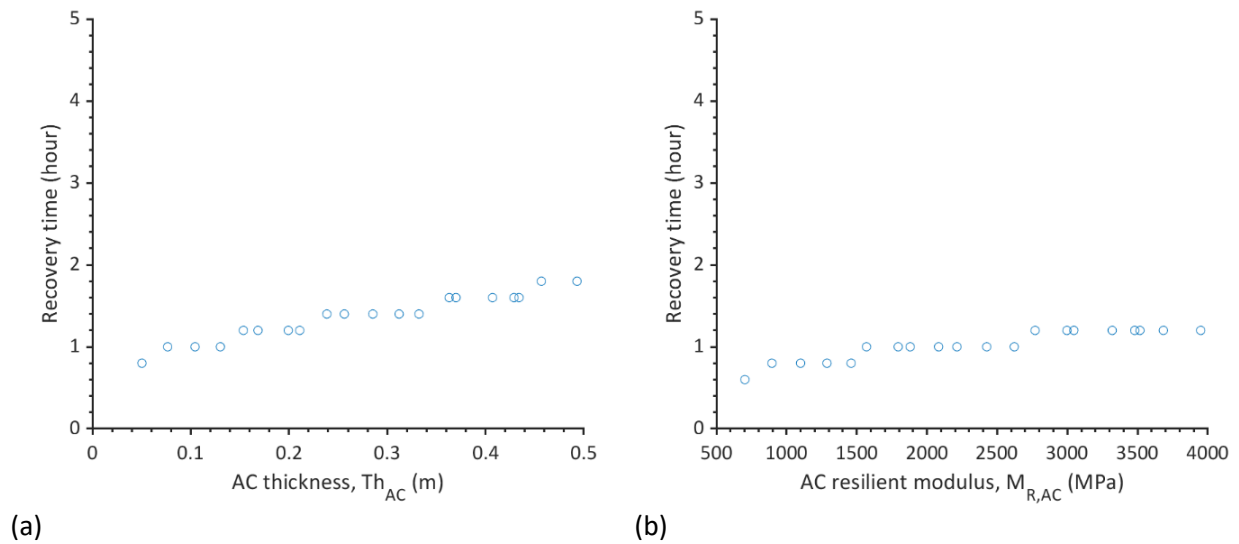 5
4
3
2
1
0
Recovery time (hour)
0 0.1 0.2 0.3 0.4 0.5
AC thickness, Th_AC (m)
(a)
5
4
3
2
1
0
Recovery time (hour)
500 1000 1500 2000 2500 3000 3500 4000
AC resilient modulus, M_R,AC (MPa)
(b)